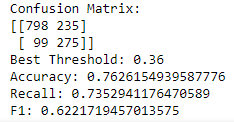 Confusion Matrix:
[[798 235]
 [ 99 275]]
Best Threshold: 0.36
Accuracy: 0.7626154939587776
Recall: 0.7352941176470589
F1: 0.6221719457013575